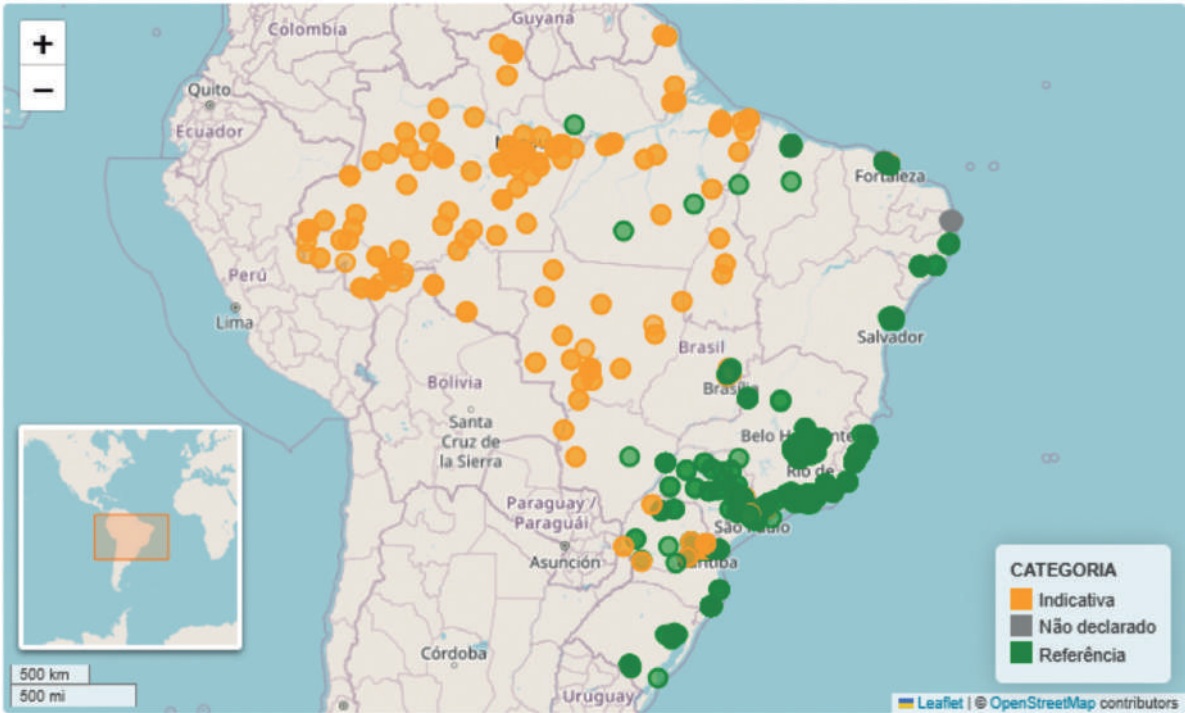 +
−
Colombia
Guyana
Quito
Ecuador
Fortaleza
Perú
Lima
Salvador
Brasil
Bolivia
Brasília
Santa
Cruz de
la Sierra
Belo Horizonte
Rio de
Paraguay /
Paraguái
São Paulo
Asunción
Curitiba
Córdoba
Uruguay
CATEGORIA
Indicativa
Não declarado
Referência
500 km
500 mi
Leaflet | © OpenStreetMap contributors